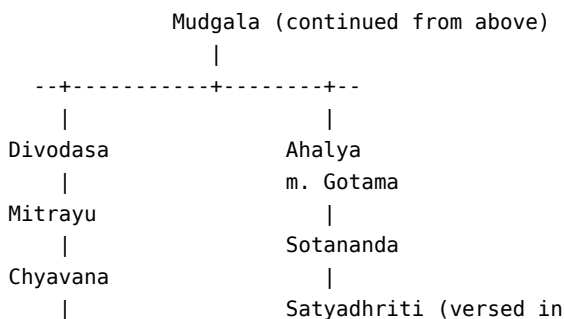 Mudgala (continued from above)
|
--+-----------+--------+--
| |
Divodasa Ahalya
| m. Gotama
Mitrayu |
| Sotananda
Chyavana |
| Satyadhriti (versed in